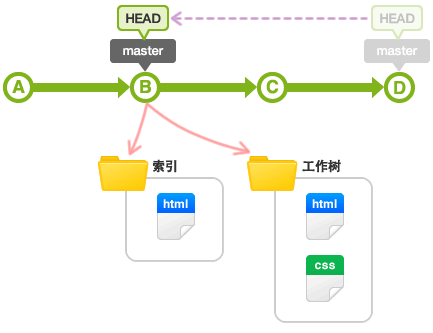 HEAD
HEAD
master
master
A
B
C
D
索引
工作树
html
html
css